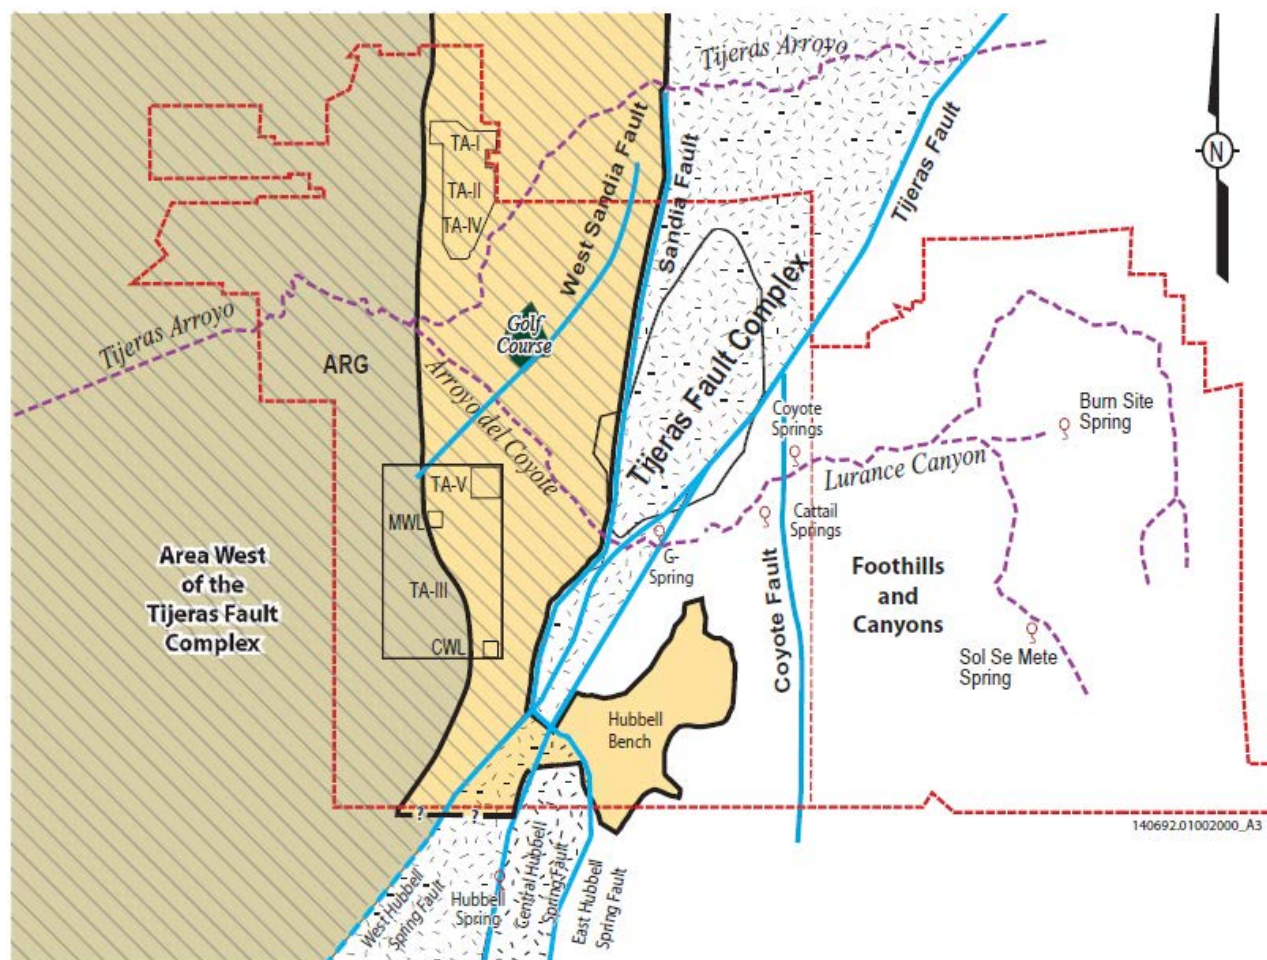 Tijeras Arroyo
N
TA-I
TA-II
TA-IV
West Sandia Fault
Sandia Fault
Tijeras Fault
Tijeras Fault Complex
Tijeras Arroyo
ARG
Golf
Course
Arroyo del Coyote
Coyote
Springs
Burn Site
Spring
Lurance Canyon
TA-V
MWL
Cattail
Springs
G-
Spring
Area West
of the
Tijeras Fault
Complex
TA-III
CWL
Coyote Fault
Foothills
and
Canyons
Sol Se Mete
Spring
Hubbell
Bench
?
?
140692.01002000_A3
West Hubbell
Spring Fault
Hubbell
Spring
Central Hubbell
Spring Fault
East Hubbell
Spring Fault